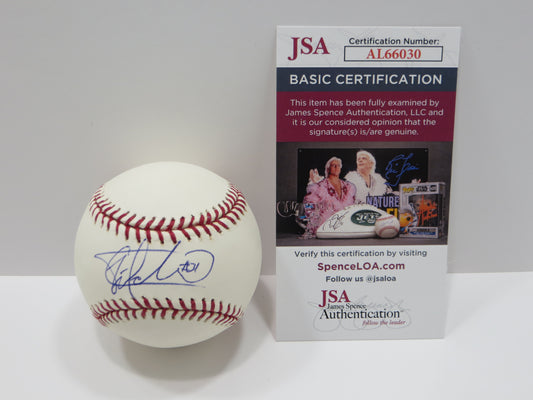 JSA
Certification Number:
AL66030
BASIC CERTIFICATION
This item has been fully examined by
James Spence Authentication, LLC and
it is our considered opinion that the
signature(s) is/are genuine.
NATURE
Verify this certification by visiting
SpenceLOA.com
Follow us @jsaloa
JSA
James Spence
Authentication
follow the leader